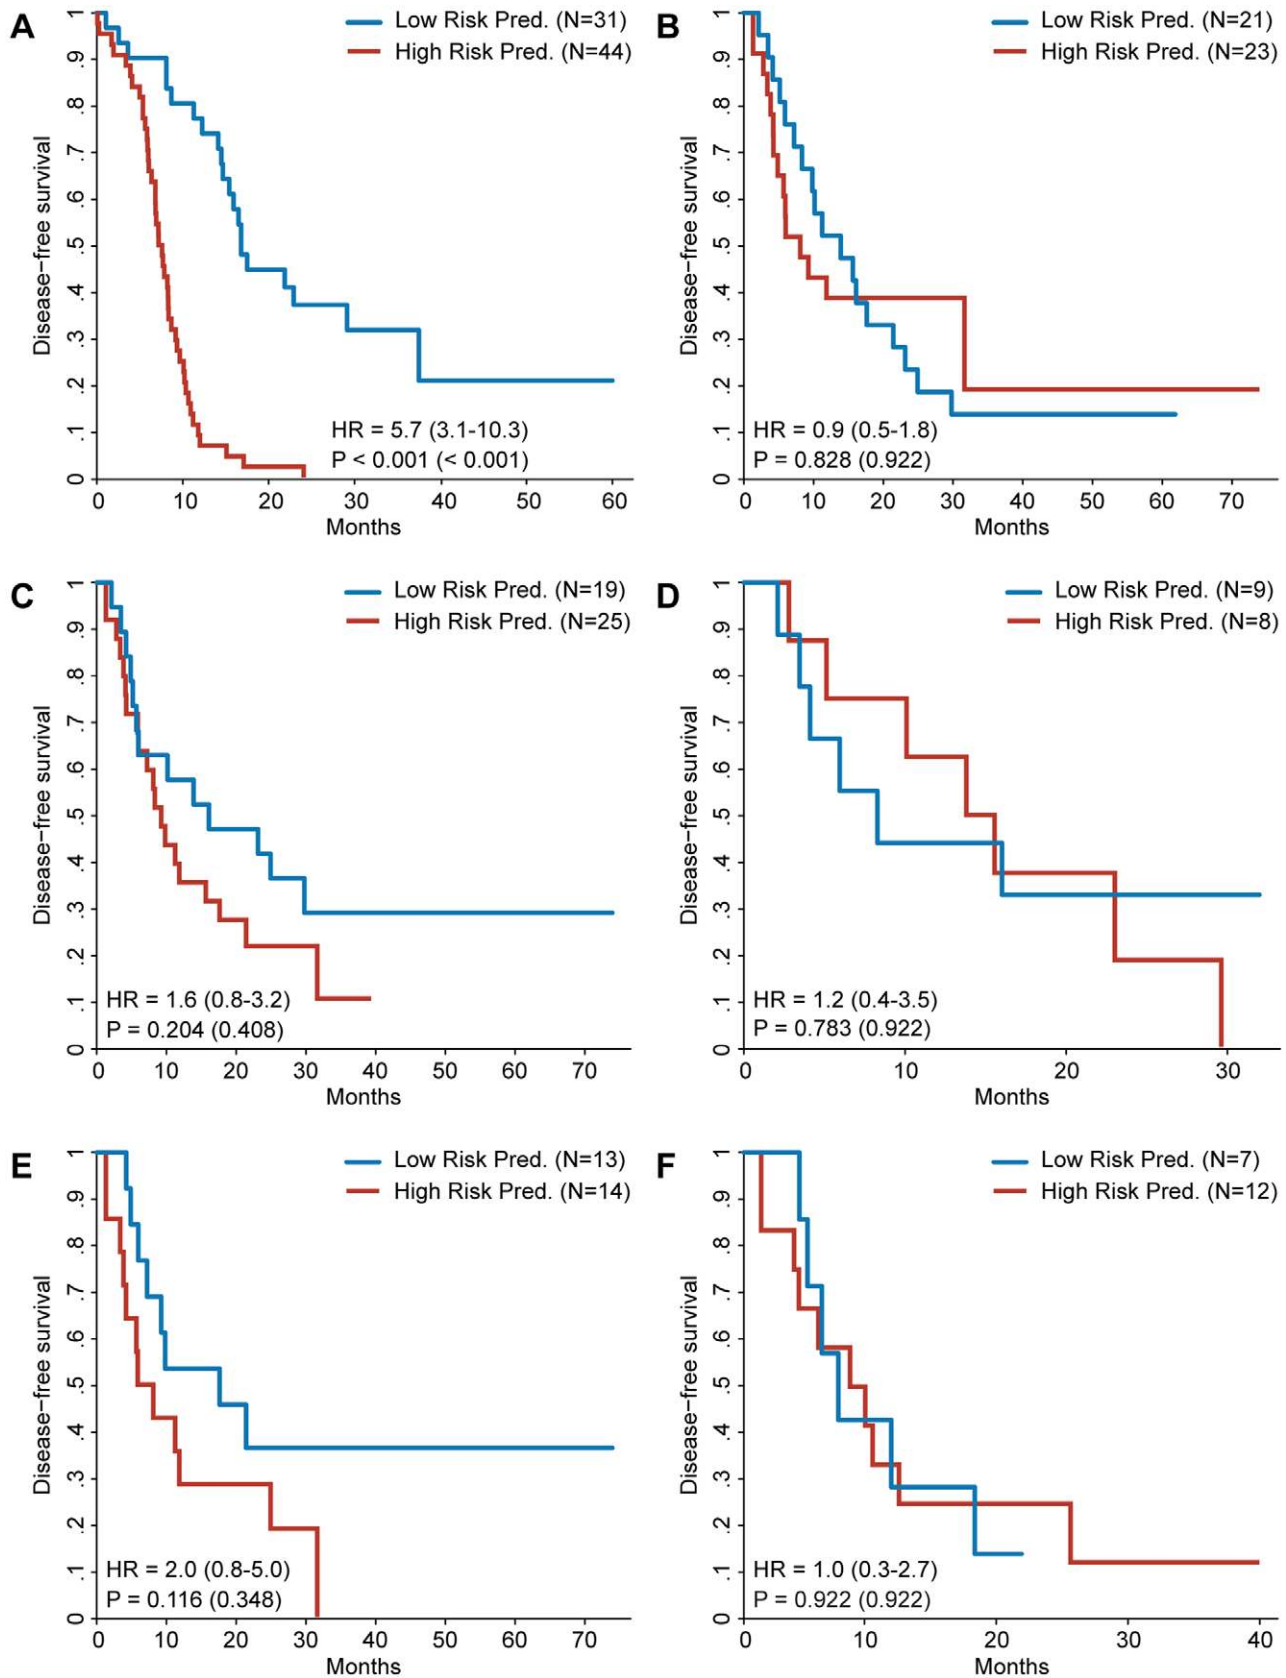 A
Low Risk Pred. (N=31)
High Risk Pred. (N=44)
Disease-free survival
1
.9
.8
.7
.6
.5
.4
.3
.2
.1
0
HR = 5.7 (3.1-10.3)
P < 0.001 (< 0.001)
0 10 20 30 40 50 60
Months
B
Low Risk Pred. (N=21)
High Risk Pred. (N=23)
Disease-free survival
1
.9
.8
.7
.6
.5
.4
.3
.2
.1
0
HR = 0.9 (0.5-1.8)
P = 0.828 (0.922)
0 10 20 30 40 50 60 70
Months
C
Low Risk Pred. (N=19)
High Risk Pred. (N=25)
Disease-free survival
1
.9
.8
.7
.6
.5
.4
.3
.2
.1
0
HR = 1.6 (0.8-3.2)
P = 0.204 (0.408)
0 10 20 30 40 50 60 70
Months
D
Low Risk Pred. (N=9)
High Risk Pred. (N=8)
Disease-free survival
1
.9
.8
.7
.6
.5
.4
.3
.2
.1
0
HR = 1.2 (0.4-3.5)
P = 0.783 (0.922)
0 10 20 30
Months
E
Low Risk Pred. (N=13)
High Risk Pred. (N=14)
Disease-free survival
1
.9
.8
.7
.6
.5
.4
.3
.2
.1
0
HR = 2.0 (0.8-5.0)
P = 0.116 (0.348)
0 10 20 30 40 50 60 70
Months
F
Low Risk Pred. (N=7)
High Risk Pred. (N=12)
Disease-free survival
1
.9
.8
.7
.6
.5
.4
.3
.2
.1
0
HR = 1.0 (0.3-2.7)
P = 0.922 (0.922)
0 10 20 30 40
Months